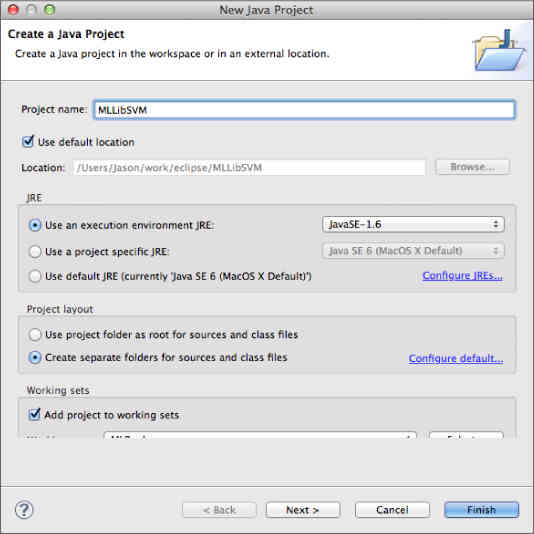 New Java Project
Create a Java Project
Create a Java project in the workspace or in an external location.
Project name: MLLibSVM
Use default location
Location: /Users/Jason/work/eclipse/MLLibSVM Browse...
JRE
Use an execution environment JRE: JavaSE-1.6
Use a project specific JRE: Java SE 6 (MacOS X Default)
Use default JRE (currently 'Java SE 6 (MacOS X Default)') Configure JREs...
Project layout
Use project folder as root for sources and class files
Create separate folders for sources and class files Configure default...
Working sets
Add project to working sets
? < Back Next > Cancel Finish